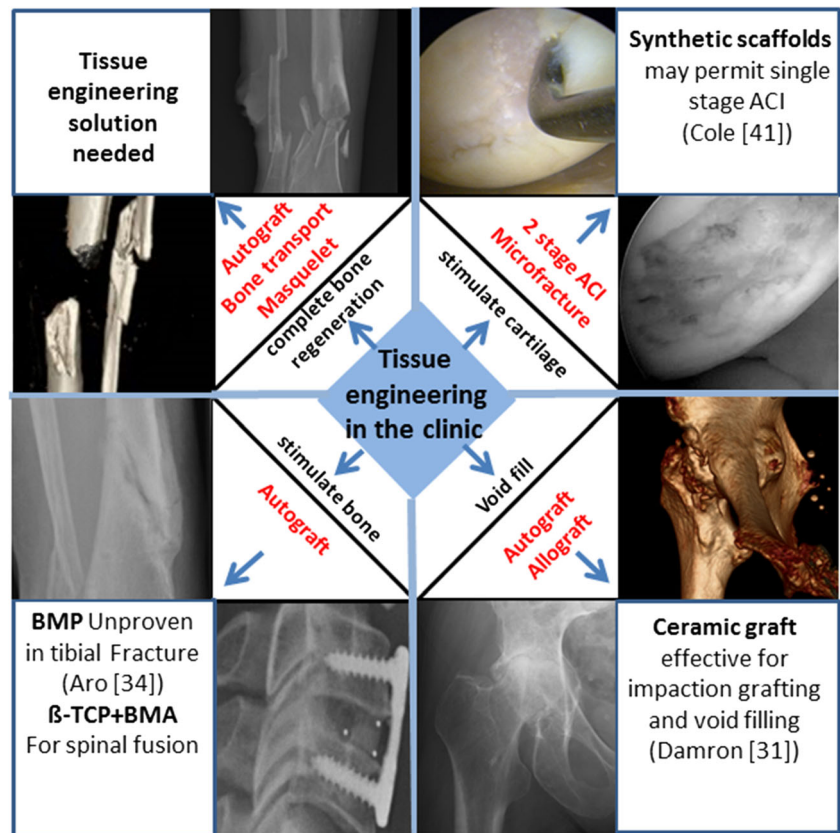 Tissue
engineering
solution
needed
Synthetic scaffolds
may permit single
stage ACI
(Cole [41])
Autograft
Bone transport
Masquelet
complete bone
regeneration
2 stage ACI
Microfracture
stimulate cartilage
Tissue
engineering
in the clinic
stimulate bone
Autograft
Void fill
Autograft
Allograft
BMP Unproven
in tibial Fracture
(Aro [34])
ß-TCP+BMA
For spinal fusion
Ceramic graft
effective for
impaction grafting
and void filling
(Damron [31])